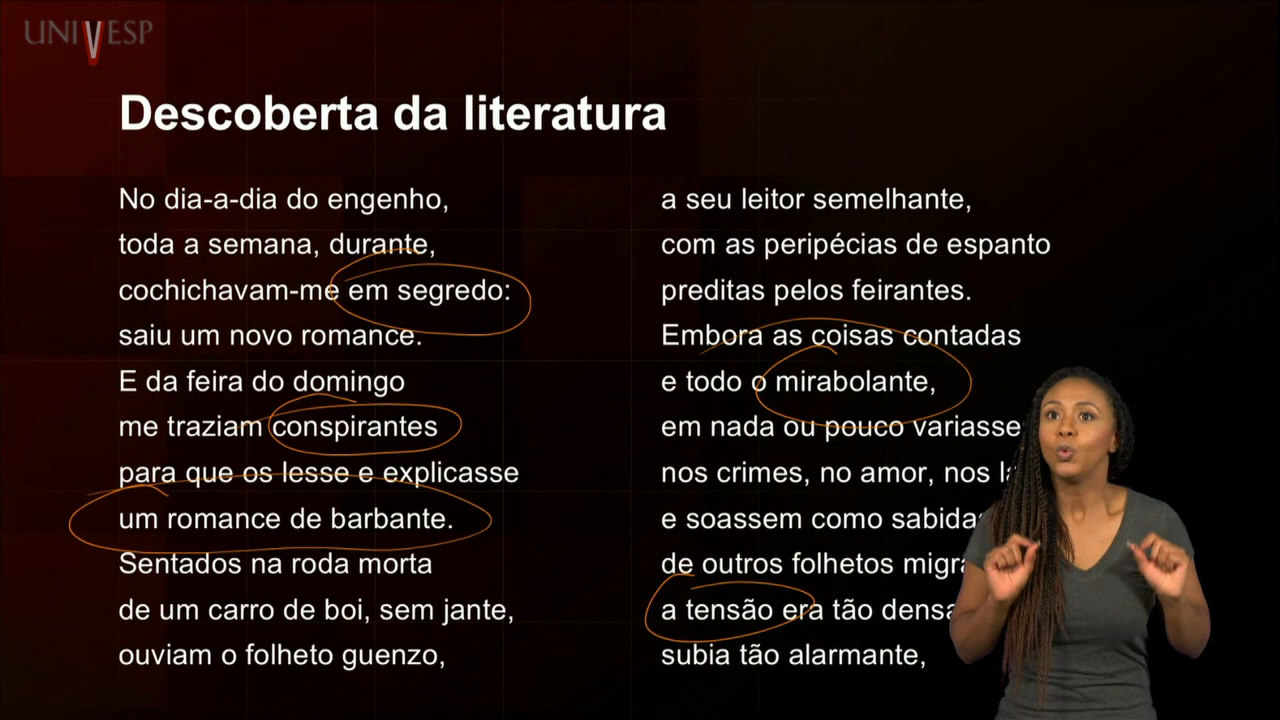 UNIVESP
Descoberta da literatura
No dia-a-dia do engenho,
toda a semana, durante,
cochichavam-me em segredo:
saiu um novo romance.
E da feira do domingo
me traziam conspirantes
para que os lesse e explicasse
um romance de barbante.
Sentados na roda morta
de um carro de boi, sem jante,
ouviam o folheto guenzo,
a seu leitor semelhante,
com as peripécias de espanto
preditas pelos feirantes.
Embora as coisas contadas
e todo o mirabolante,
em nada ou pouco variasse
nos crimes, no amor, nos
e soassem como
de outros folhetos
a tensão era tão densa
subia tão alarmante,